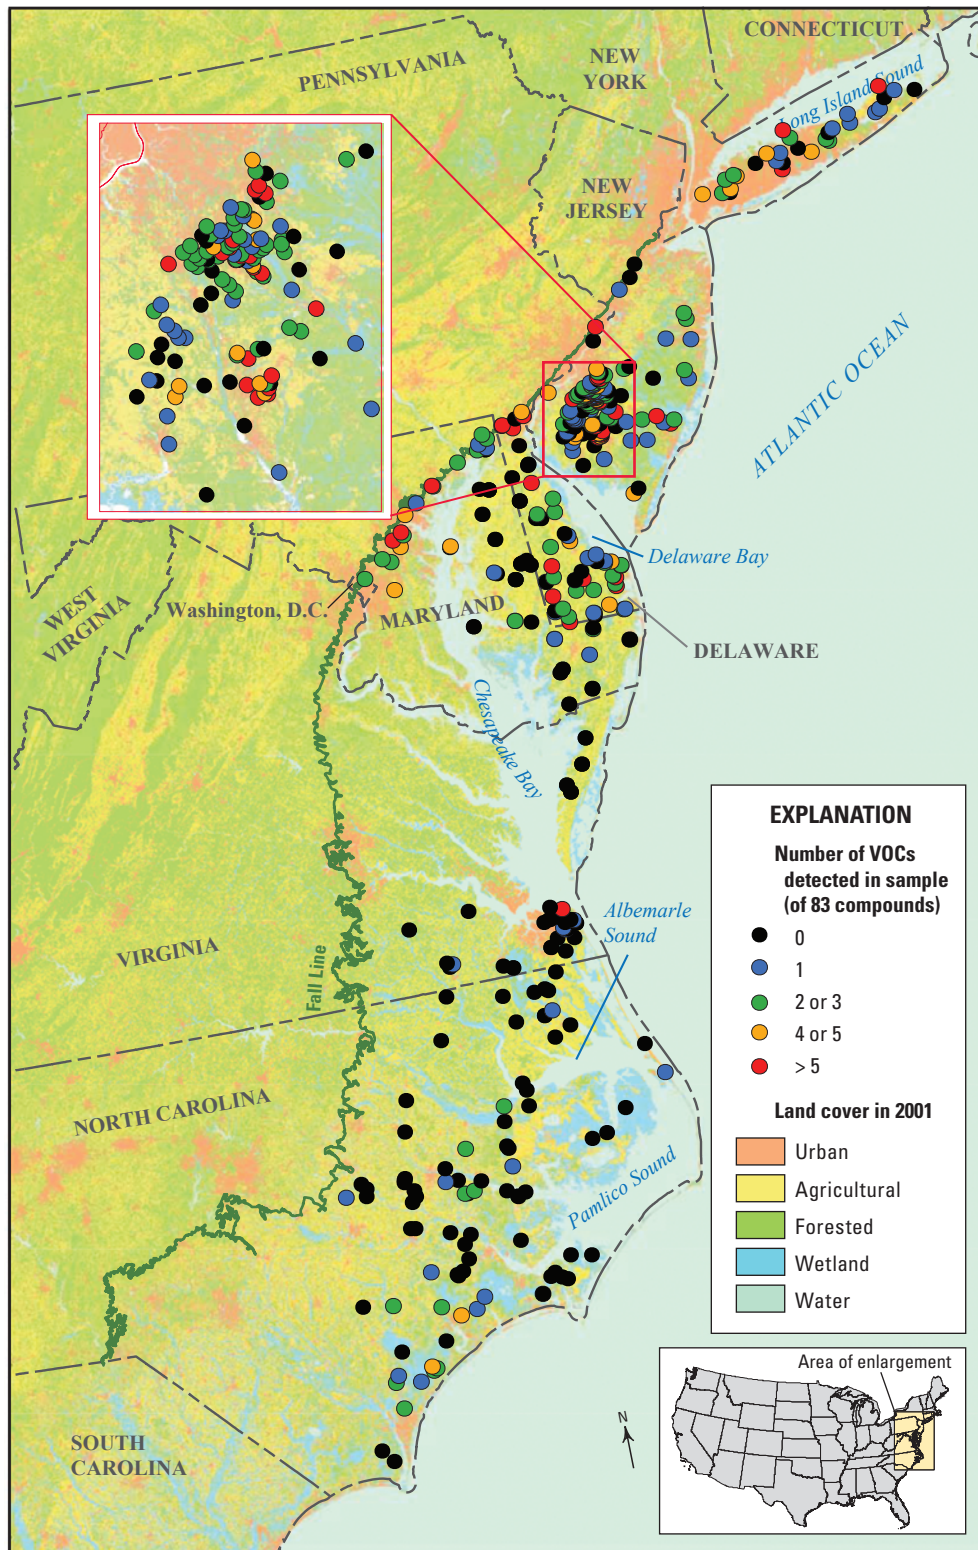 CONNECTICUT
NEW
YORK
PENNSYLVANIA
Long Island Sound
NEW
JERSEY
ATLANTIC OCEAN
Delaware Bay
WEST
VIRGINIA
Washington, D.C.
MARYLAND
DELAWARE
Chesapeake Bay
Albemarle
Sound
VIRGINIA
Fall Line
NORTH CAROLINA
Pamlico Sound
SOUTH
CAROLINA
N
EXPLANATION
Number of VOCs
detected in sample
(of 83 compounds)
0
1
2 or 3
4 or 5
> 5
Land cover in 2001
Urban
Agricultural
Forested
Wetland
Water
Area of enlargement